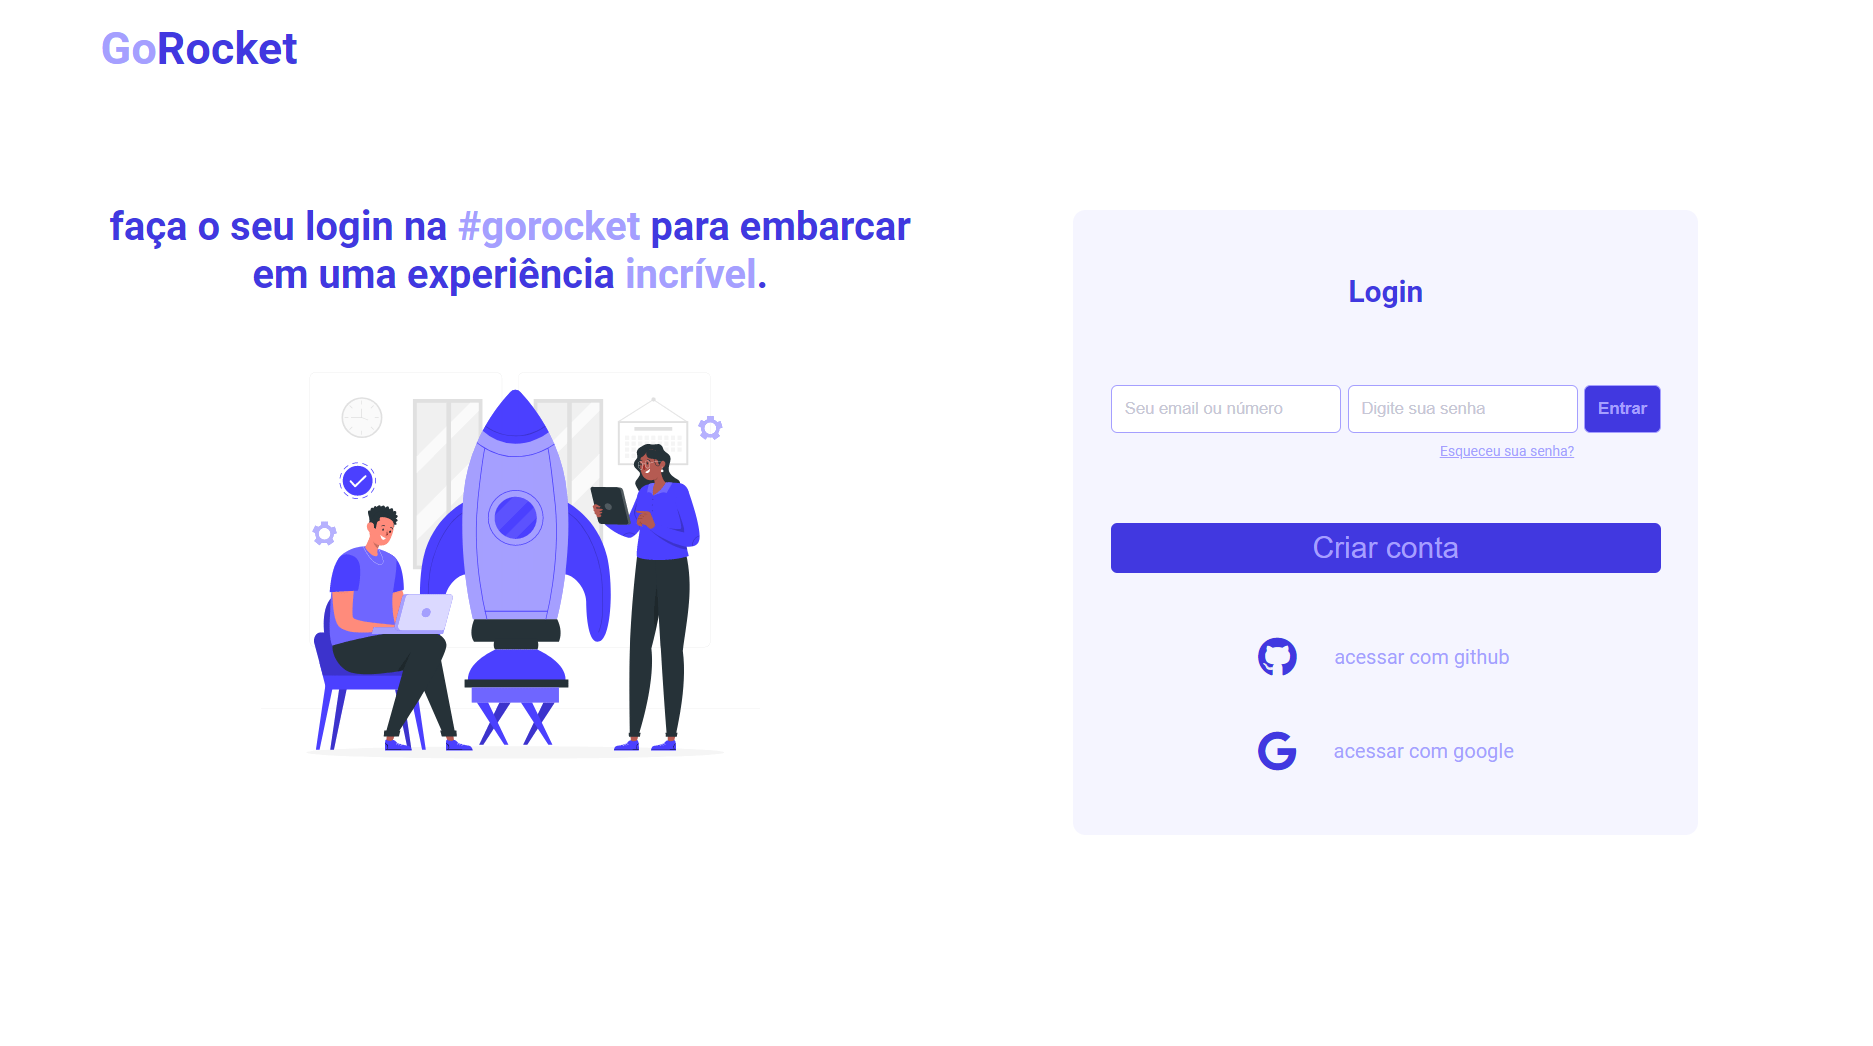 GoRocket
faça o seu login na #gorocket para embarcar
em uma experiência incrível.
Login
Seu email ou número
Digite sua senha
Entrar
Esqueceu sua senha?
Criar conta
acessar com github
acessar com google